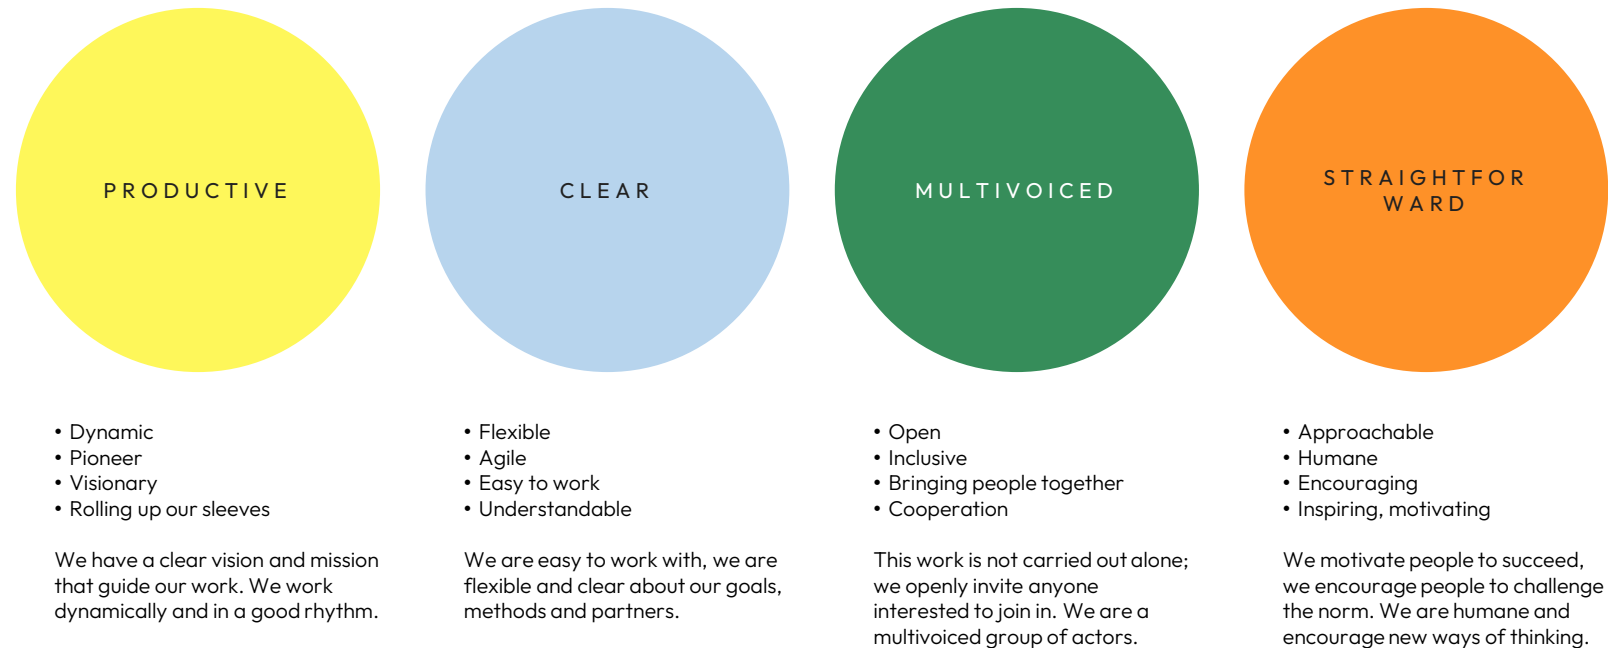 PRODUCTIVE
• Dynamic
• Pioneer
• Visionary
• Rolling up our sleeves
We have a clear vision and mission
that guide our work. We work
dynamically and in a good rhythm.
CLEAR
• Flexible
• Agile
• Easy to work
• Understandable
We are easy to work with, we are
flexible and clear about our goals,
methods and partners.
MULTIVOICED
• Open
• Inclusive
• Bringing people together
• Cooperation
This work is not carried out alone;
we openly invite anyone
interested to join in. We are a
multivoiced group of actors.
STRAIGHTFOR
WARD
• Approachable
• Humane
• Encouraging
• Inspiring, motivating
We motivate people to succeed,
we encourage people to challenge
the norm. We are humane and
encourage new ways of thinking.